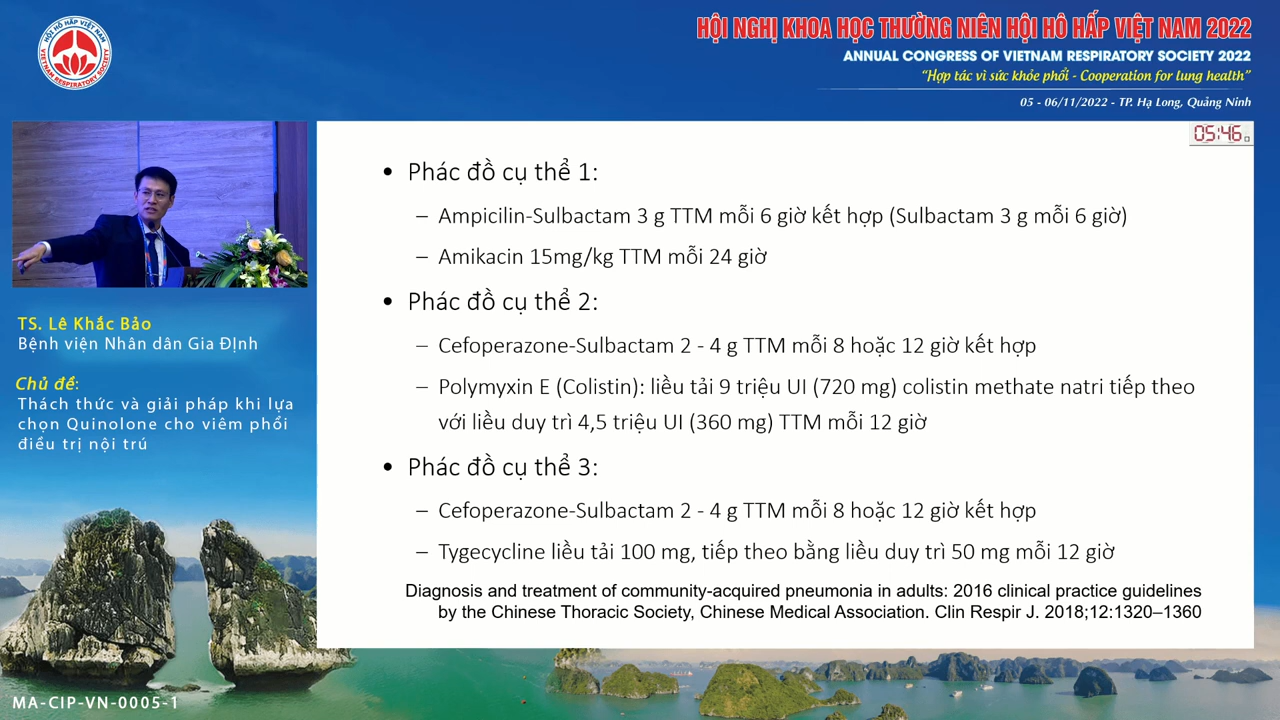 HỘI HÔ HẤP VIỆT NAM
VIETNAM RESPIRATORY SOCIETY
HỘI NGHỊ KHOA HỌC THƯỜNG NIÊN HỘI HÔ HẤP VIỆT NAM 2022
ANNUAL CONGRESS OF VIETNAM RESPIRATORY SOCIETY 2022
“Hợp tác vì sức khỏe phổi - Cooperation for lung health”
05 - 06/11/2022 - TP. Hạ Long, Quảng Ninh
05:46
TS. Lê Khắc Bảo
Bệnh viện Nhân dân Gia ĐỊnh
Chủ đề:
Thách thức và giải pháp khi lựa
chọn Quinolone cho viêm phổi
điều trị nội trú
• Phác đồ cụ thể 1:
– Ampicilin-Sulbactam 3 g TTM mỗi 6 giờ kết hợp (Sulbactam 3 g mỗi 6 giờ)
– Amikacin 15mg/kg TTM mỗi 24 giờ
• Phác đồ cụ thể 2:
– Cefoperazone-Sulbactam 2 - 4 g TTM mỗi 8 hoặc 12 giờ kết hợp
– Polymyxin E (Colistin): liều tải 9 triệu UI (720 mg) colistin methate natri tiếp theo
với liều duy trì 4,5 triệu UI (360 mg) TTM mỗi 12 giờ
• Phác đồ cụ thể 3:
– Cefoperazone-Sulbactam 2 - 4 g TTM mỗi 8 hoặc 12 giờ kết hợp
– Tygecycline liều tải 100 mg, tiếp theo bằng liều duy trì 50 mg mỗi 12 giờ
Diagnosis and treatment of community-acquired pneumonia in adults: 2016 clinical practice guidelines
by the Chinese Thoracic Society, Chinese Medical Association. Clin Respir J. 2018;12:1320–1360
MA-CIP-VN-0005-1